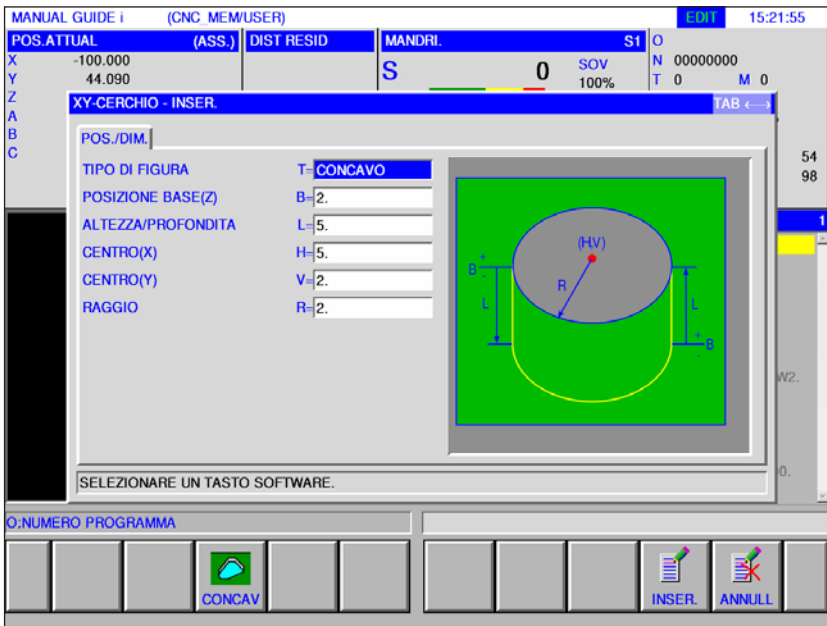 MANUAL GUIDE i (CNC_MEM/USER) EDIT 15:21:55
POS.ATTUAL (ASS.) DIST RESID MANDRI. S1 O
X -100.000 S 0 SOV N 00000000
Y 44.090 100% T 0 M 0
Z
A
B
C
54
98
1
XY-CERCHIO - INSER. TAB
POS./DIM.
TIPO DI FIGURA T= CONCAVO
POSIZIONE BASE(Z) B= 2.
ALTEZZA/PROFONDITA L= 5.
CENTRO(X) H= 5.
CENTRO(Y) V= 2.
RAGGIO R= 2.
(H,V)
B + -
R
L L
+ B -
W2.
0.
SELEZIONARE UN TASTO SOFTWARE.
O:NUMERO PROGRAMMA
CONCAV INSER. ANNULL